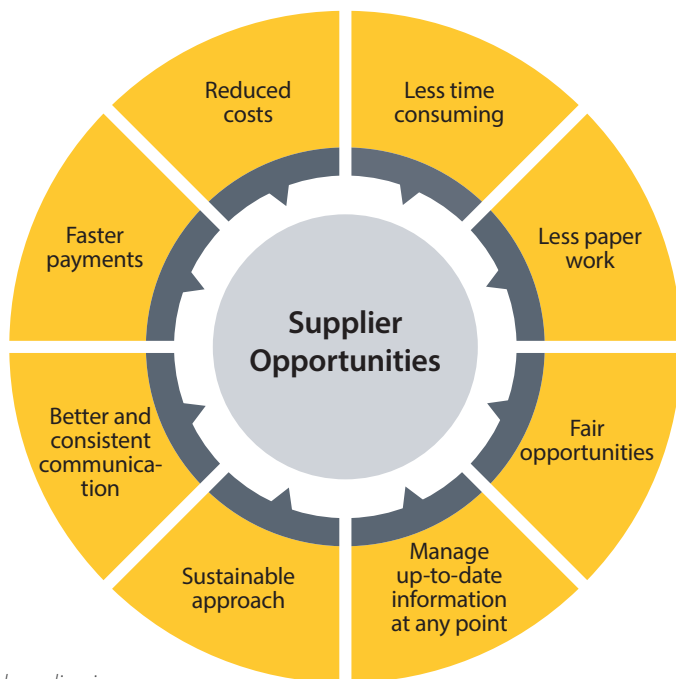 Reduced
costs
Less time
consuming
Less paper
work
Fair
opportunities
Manage
up-to-date
information
at any point
Sustainable
approach
Better and
consistent
communica-
tion
Faster
payments
Supplier
Opportunities